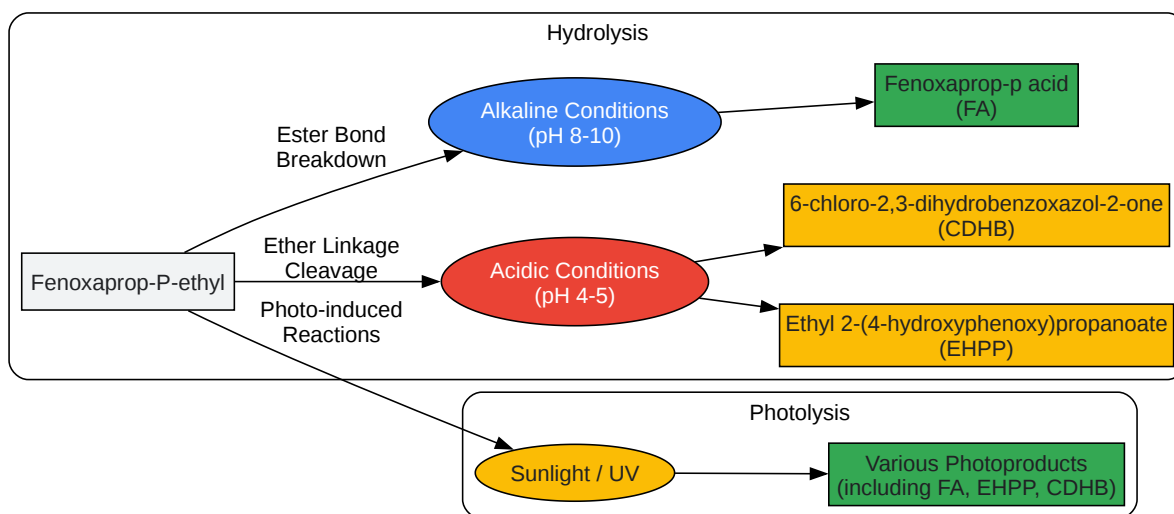 Hydrolysis
Fenoxaprop-P-ethyl
Ester Bond
Breakdown
Alkaline Conditions
(pH 8-10)
Fenoxaprop-p acid
(FA)
Ether Linkage
Cleavage
Acidic Conditions
(pH 4-5)
6-chloro-2,3-dihydrobenzoxazol-2-one
(CDHB)
Ethyl 2-(4-hydroxyphenoxy)propanoate
(EHPP)
Photo-induced
Reactions
Photolysis
Sunlight / UV
Various Photoproducts
(including FA, EHPP, CDHB)